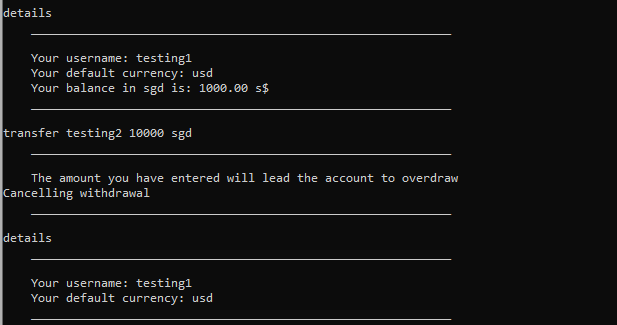 details
Your username: testing1
Your default currency: usd
Your balance in sgd is: 1000.00 s$
transfer testing2 10000 sgd
The amount you have entered will lead the account to overdraw
Cancelling withdrawal
details
Your username: testing1
Your default currency: usd